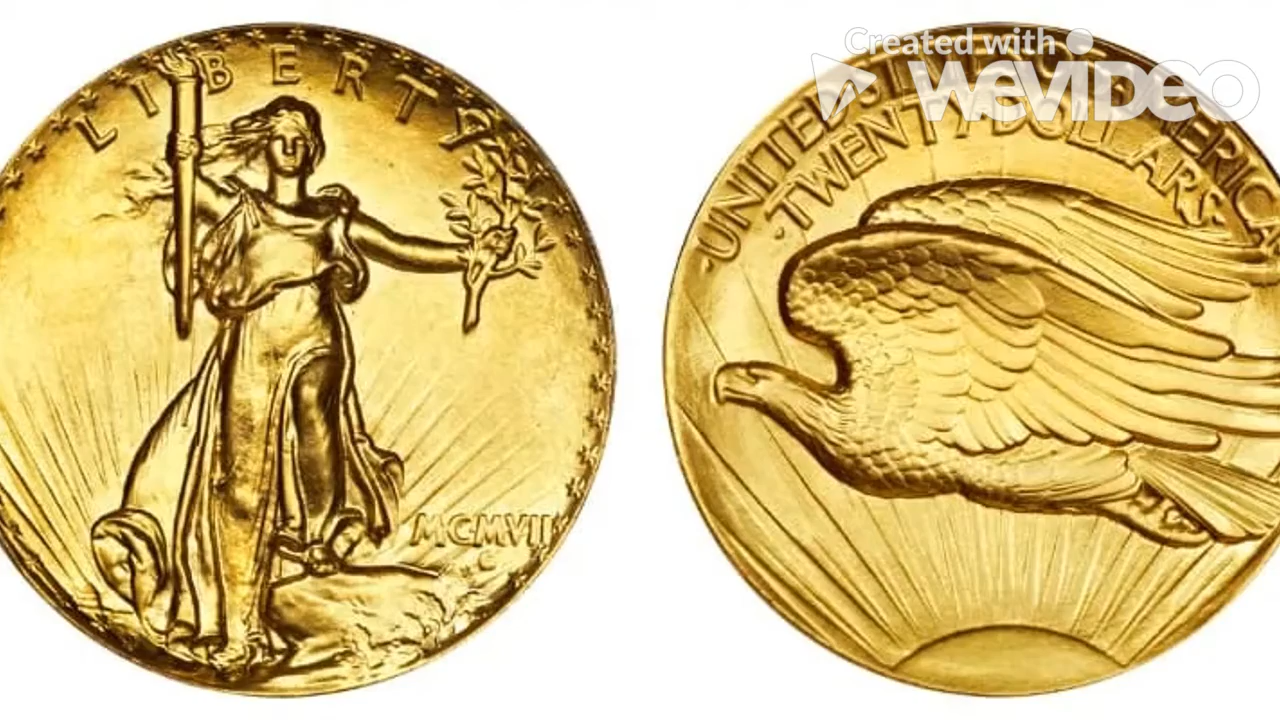 LIBERTY
MCMVII
Created with
WEVIDEO
·UNITED STATES OF AMERICA
·TWENTY DOLLARS